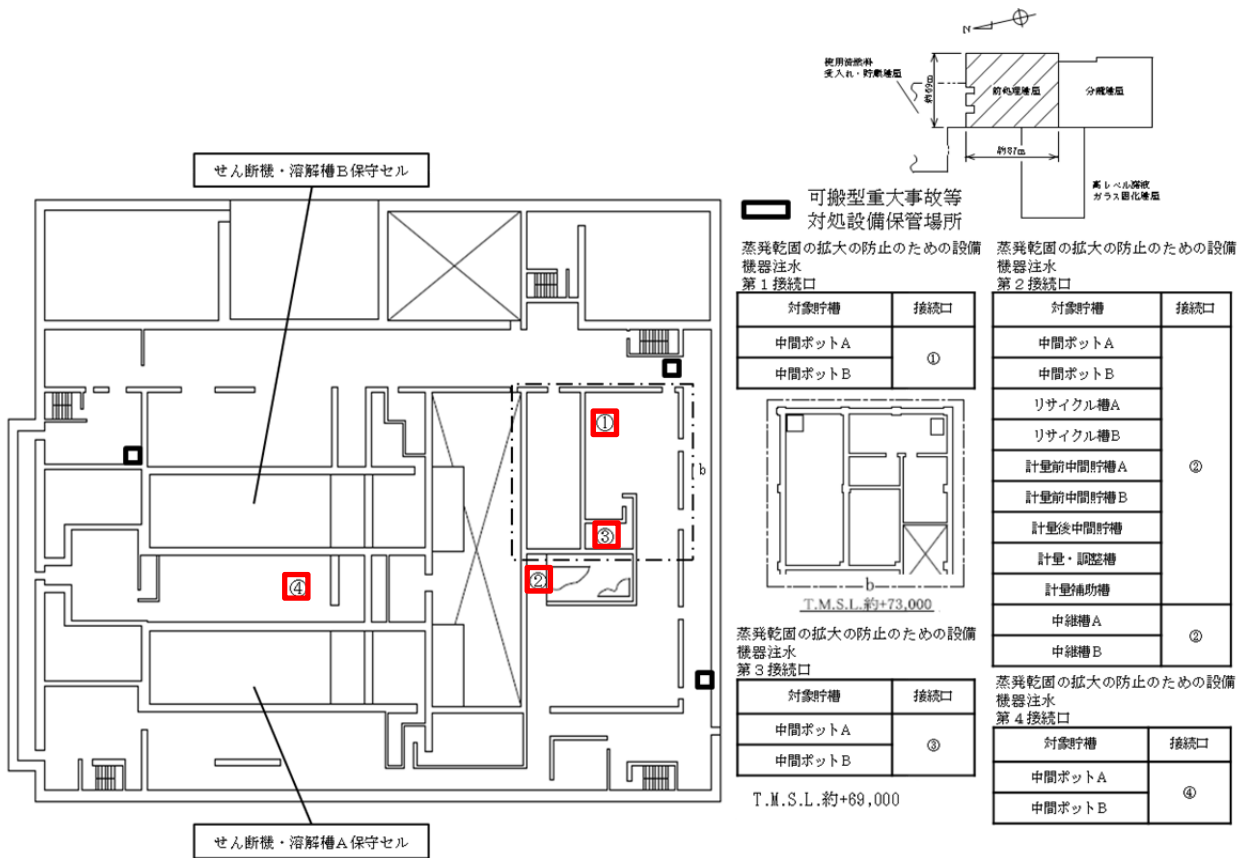 N
使用済燃料
受入れ・貯蔵建屋
約69m
前処理建屋
分離建屋
約87m
高レベル廃液
ガラス固化建屋
せん断機・溶解槽B保守セル
可搬型重大事故等
対処設備保管場所
蒸発乾固の拡大の防止のための設備
機器注水
第1接続口
対象貯槽 接続口
中間ポットA
①
中間ポットB
蒸発乾固の拡大の防止のための設備
機器注水
第2接続口
対象貯槽 接続口
中間ポットA
中間ポットB
リサイクル槽A
リサイクル槽B
計量前中間貯槽A
②
計量前中間貯槽B
計量後中間貯槽
計量・調整槽
計量補助槽
中継槽A
②
中継槽B
①
b
③
②
④
b
T.M.S.L.約+73,000
蒸発乾固の拡大の防止のための設備
機器注水
第3接続口
対象貯槽 接続口
中間ポットA
③
中間ポットB
T.M.S.L.約+69,000
蒸発乾固の拡大の防止のための設備
機器注水
第4接続口
対象貯槽 接続口
中間ポットA
④
中間ポットB
せん断機・溶解槽A保守セル